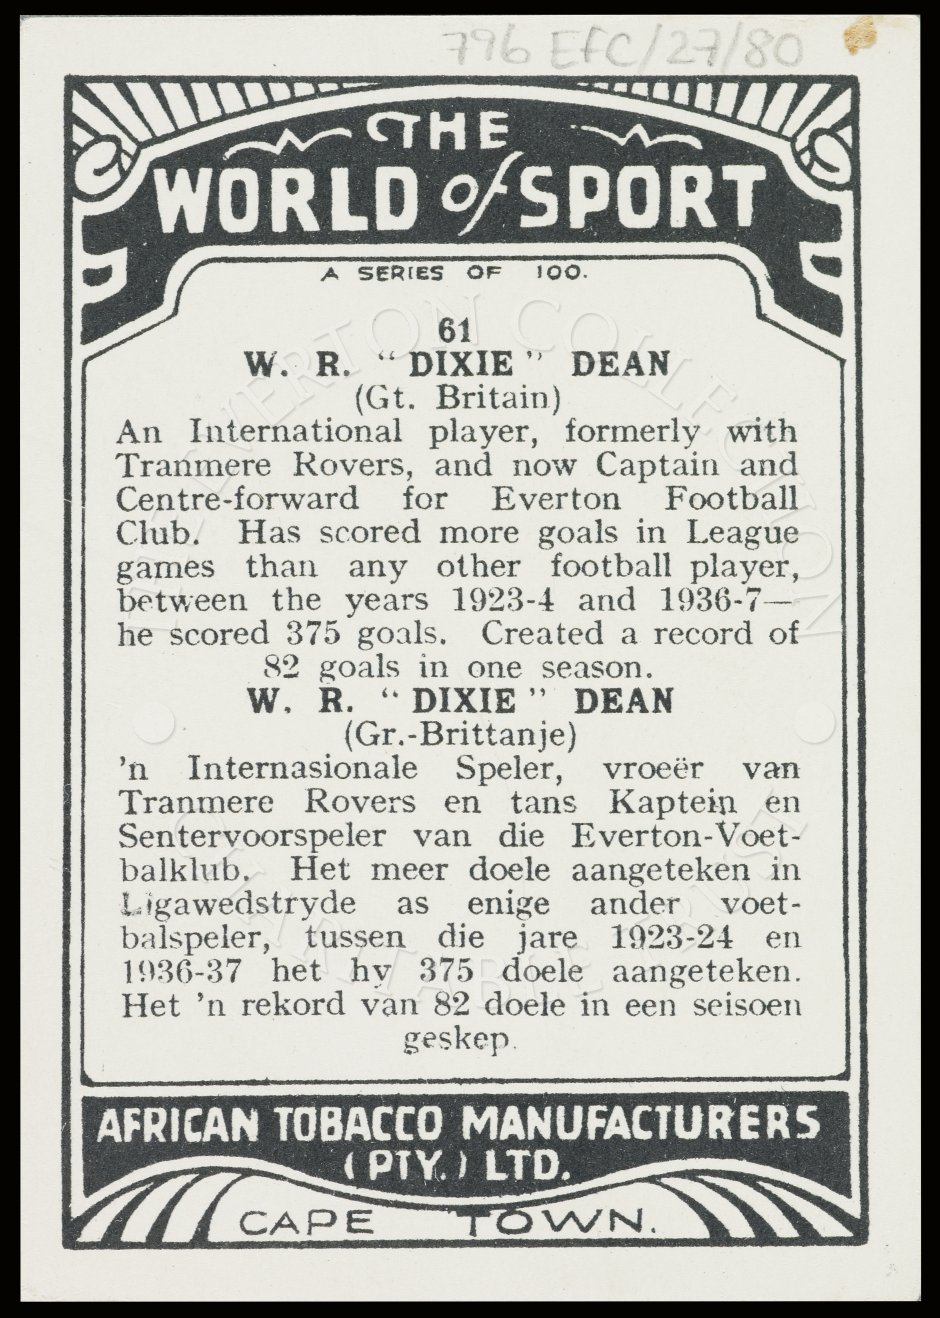 796 EFC/27/80
THE
WORLD of SPORT
A SERIES OF 100.
61
W. R. “DIXIE” DEAN
(Gt. Britain)
An International player, formerly with
Tranmere Rovers, and now Captain and
Centre-forward for Everton Football
Club. Has scored more goals in League
games than any other football player,
between the years 1923-4 and 1936-7—
he scored 375 goals. Created a record of
82 goals in one season.
W. R. “DIXIE” DEAN
(Gr.-Brittanje)
’n Internasionale Speler, vroeër van
Tranmere Rovers en tans Kaptein en
Sentervoorspeler van die Everton-Voet-
balklub. Het meer doele aangeteken in
Ligawedstryde as enige ander voet-
balspeler, tussen die jare 1923-24 en
1936-37 het hy 375 doele aangeteken.
Het ’n rekord van 82 doele in een seisoen
geskep.
AFRICAN TOBACCO MANUFACTURERS
(PTY.) LTD.
CAPE TOWN.
THE EVERTON COLLECTION
CHARITABLE TRUST